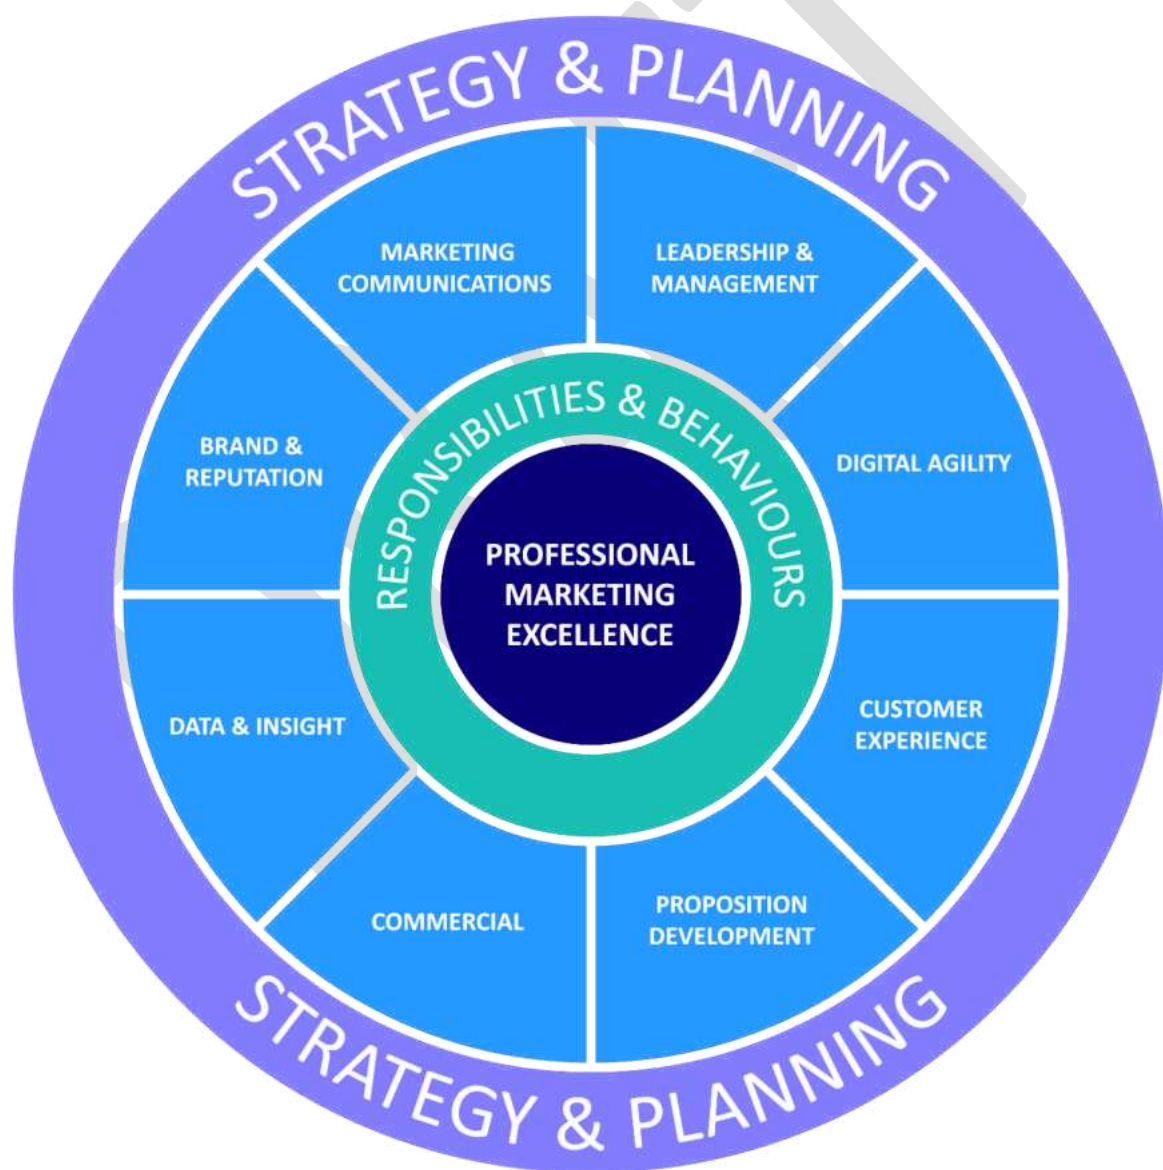 STRATEGY & PLANNING
MARKETING
COMMUNICATIONS
LEADERSHIP &
MANAGEMENT
BRAND &
REPUTATION
DIGITAL AGILITY
RESPONSIBILITIES & BEHAVIOURS
PROFESSIONAL
MARKETING
EXCELLENCE
DATA & INSIGHT
CUSTOMER
EXPERIENCE
COMMERCIAL
PROPOSITION
DEVELOPMENT
STRATEGY & PLANNING